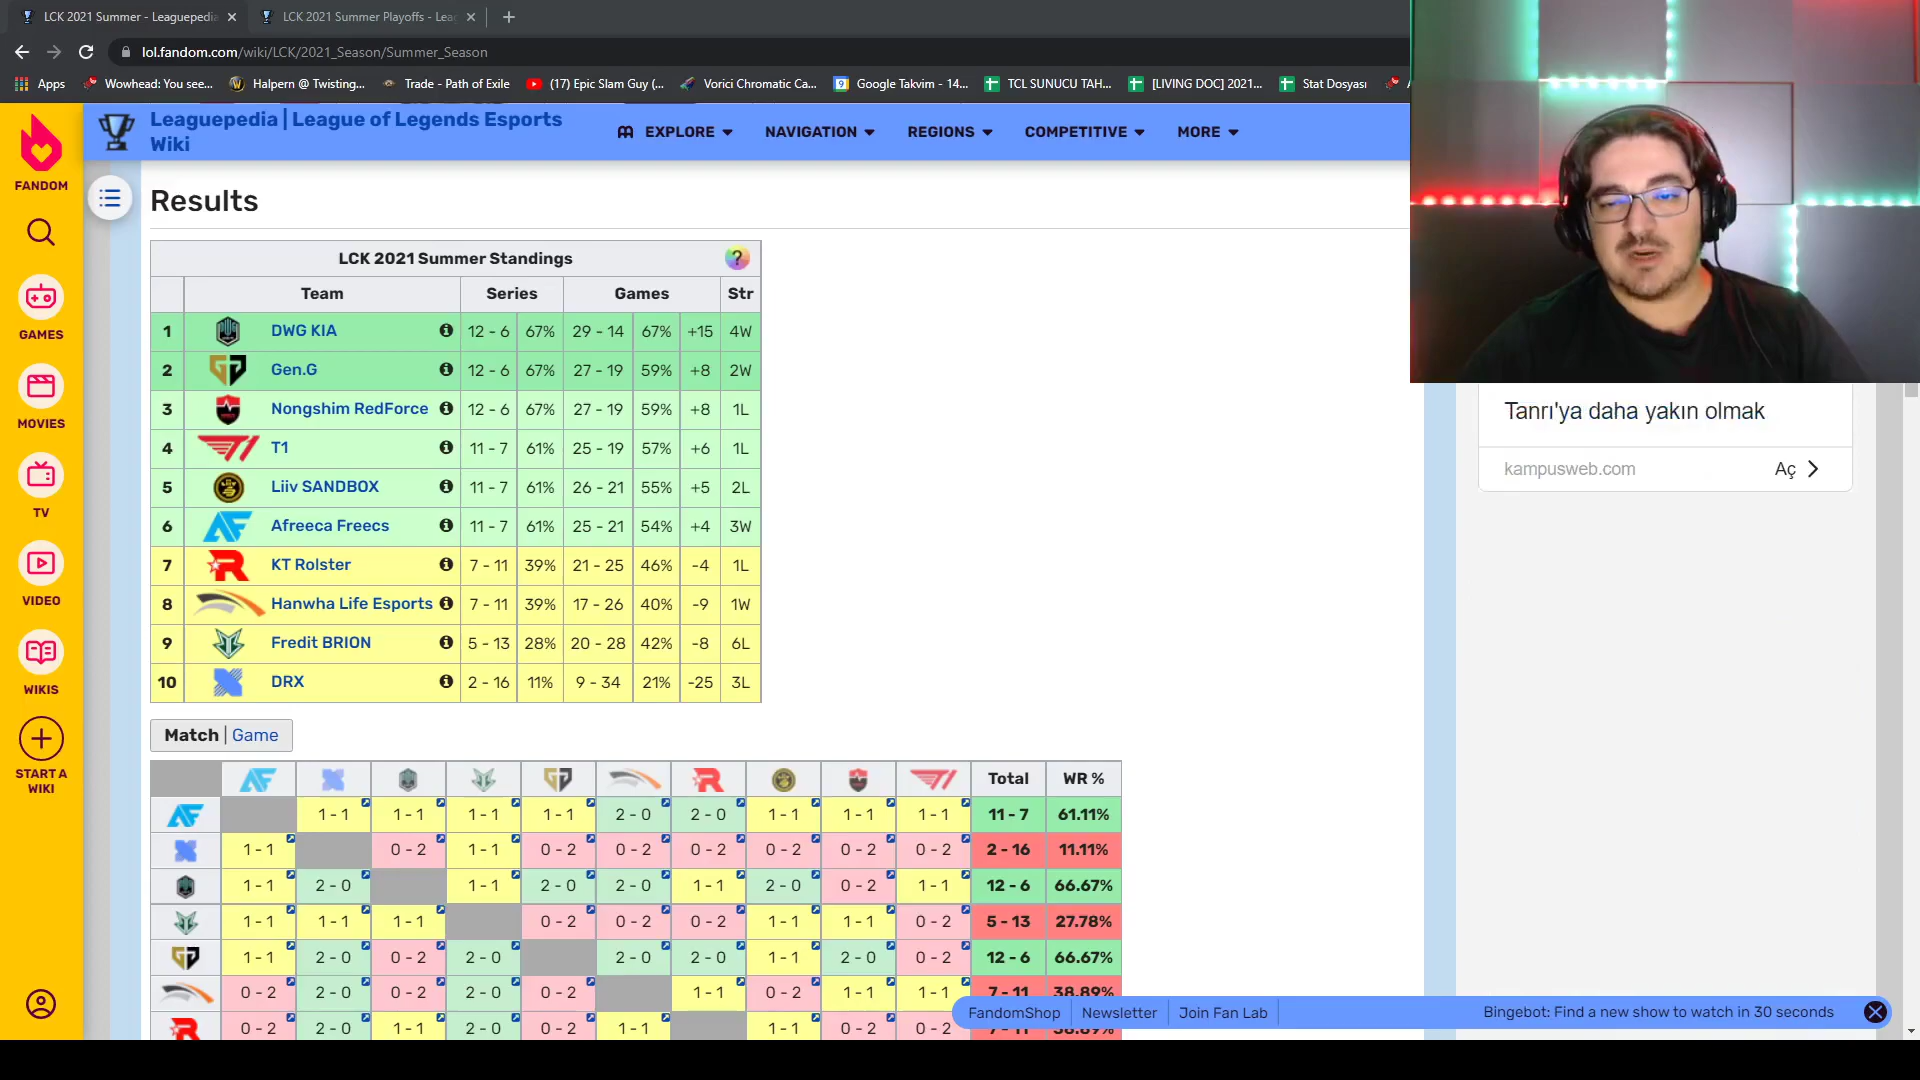 LCK 2021 Summer - Leaguepedia
LCK 2021 Summer Playoffs - Lea
lol.fandom.com/wiki/LCK/2021_Season/Summer_Season
Apps
Wowhead: You see...
Halpern @ Twisting...
Trade - Path of Exile
(17) Epic Slam Guy (...
Vorici Chromatic Ca...
Google Takvim - 14...
TCL SUNUCU TAH...
[LIVING DOC] 2021...
Stat Dosyası
Leaguepedia | League of Legends Esports
Wiki
EXPLORE
NAVIGATION
REGIONS
COMPETITIVE
MORE
FANDOM
GAMES
MOVIES
TV
VIDEO
WIKIS
START A
WIKI
Results
LCK 2021 Summer Standings ?
Team Series Games Str
1 DWG KIA 12 - 6 67% 29 - 14 67% +15 4W
2 Gen.G 12 - 6 67% 27 - 19 59% +8 2W
3 Nongshim RedForce 12 - 6 67% 27 - 19 59% +8 1L
4 T1 11 - 7 61% 25 - 19 57% +6 1L
5 Liiv SANDBOX 11 - 7 61% 26 - 21 55% +5 2L
6 Afreeca Freecs 11 - 7 61% 25 - 21 54% +4 3W
7 KT Rolster 7 - 11 39% 21 - 25 46% -4 1L
8 Hanwha Life Esports 7 - 11 39% 17 - 26 40% -9 1W
9 Fredit BRION 5 - 13 28% 20 - 28 42% -8 6L
10 DRX 2 - 16 11% 9 - 34 21% -25 3L
Match | Game
Total WR %
1 - 1 1 - 1 1 - 1 1 - 1 2 - 0 2 - 0 1 - 1 1 - 1 1 - 1 11 - 7 61.11%
1 - 1 0 - 2 1 - 1 0 - 2 0 - 2 0 - 2 0 - 2 0 - 2 0 - 2 2 - 16 11.11%
1 - 1 2 - 0 1 - 1 2 - 0 2 - 0 1 - 1 2 - 0 0 - 2 1 - 1 12 - 6 66.67%
1 - 1 1 - 1 1 - 1 0 - 2 0 - 2 0 - 2 1 - 1 1 - 1 0 - 2 5 - 13 27.78%
1 - 1 2 - 0 0 - 2 2 - 0 2 - 0 2 - 0 1 - 1 2 - 0 0 - 2 12 - 6 66.67%
0 - 2 2 - 0 0 - 2 2 - 0 0 - 2 1 - 1 0 - 2 1 - 1 1 - 1 7 - 11 38.89%
0 - 2 2 - 0 1 - 1 2 - 0 0 - 2 1 - 1 1 - 1 0 - 2 0 - 2
Tanrı'ya daha yakın olmak
kampusweb.com
Aç
FandomShop
Newsletter
Join Fan Lab
Bingebot: Find a new show to watch in 30 seconds